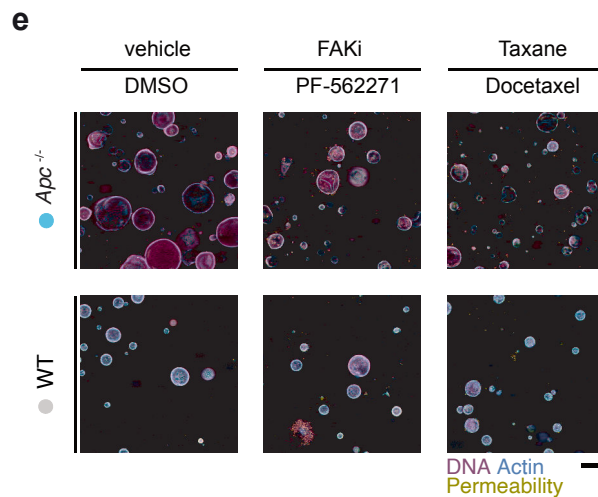 e
vehicle FAKi Taxane
DMSO PF-562271 Docetaxel
Apc -/-
WT
DNA Actin
Permeability